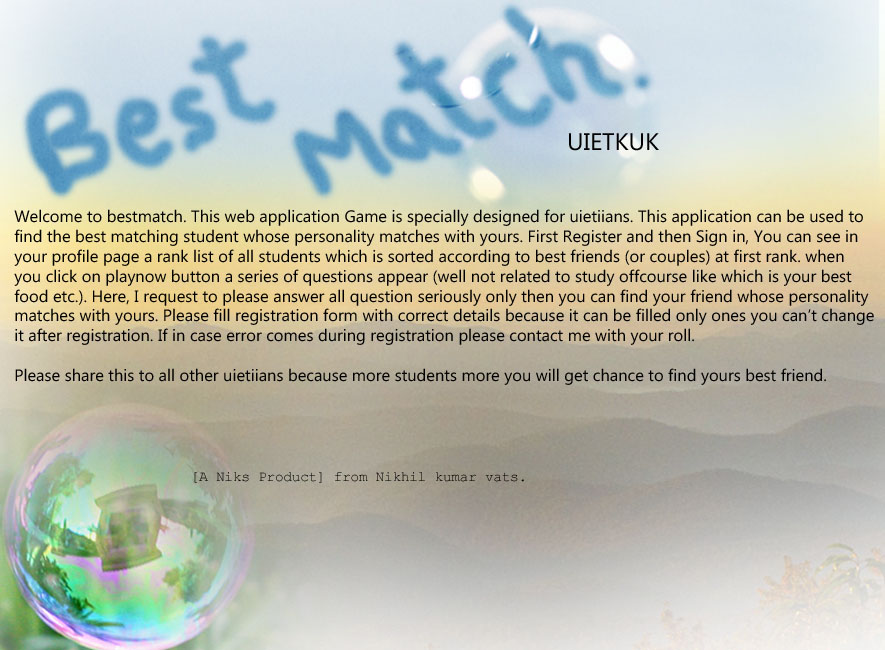 Best Match.
UIETKUK
Welcome to bestmatch. This web application Game is specially designed for uietiians. This application can be used to
find the best matching student whose personality matches with yours. First Register and then Sign in, You can see in
your profile page a rank list of all students which is sorted according to best friends (or couples) at first rank. when
you click on playnow button a series of questions appear (well not related to study offcourse like which is your best
food etc.). Here, I request to please answer all question seriously only then you can find your friend whose personality
matches with yours. Please fill registration form with correct details because it can be filled only ones you can't change
it after registration. If in case error comes during registration please contact me with your roll.
Please share this to all other uietiians because more students more you will get chance to find yours best friend.
[A Niks Product] from Nikhil kumar vats.